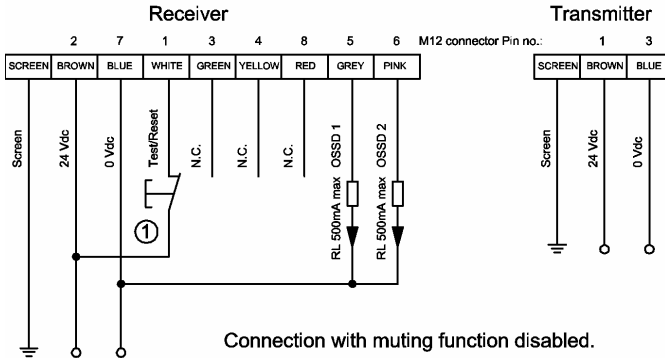 Receiver
Transmitter
2 7 1 3 4 8 5 6 M12 connector Pin no.: 1 3
SCREEN BROWN BLUE WHITE GREEN YELLOW RED GREY PINK
SCREEN BROWN BLUE
Screen
24 Vdc
0 Vdc
Test/Reset
N.C.
N.C.
N.C.
RL 500mA max OSSD 1
RL 500mA max OSSD 2
Screen
24 Vdc
0 Vdc
1
Connection with muting function disabled.